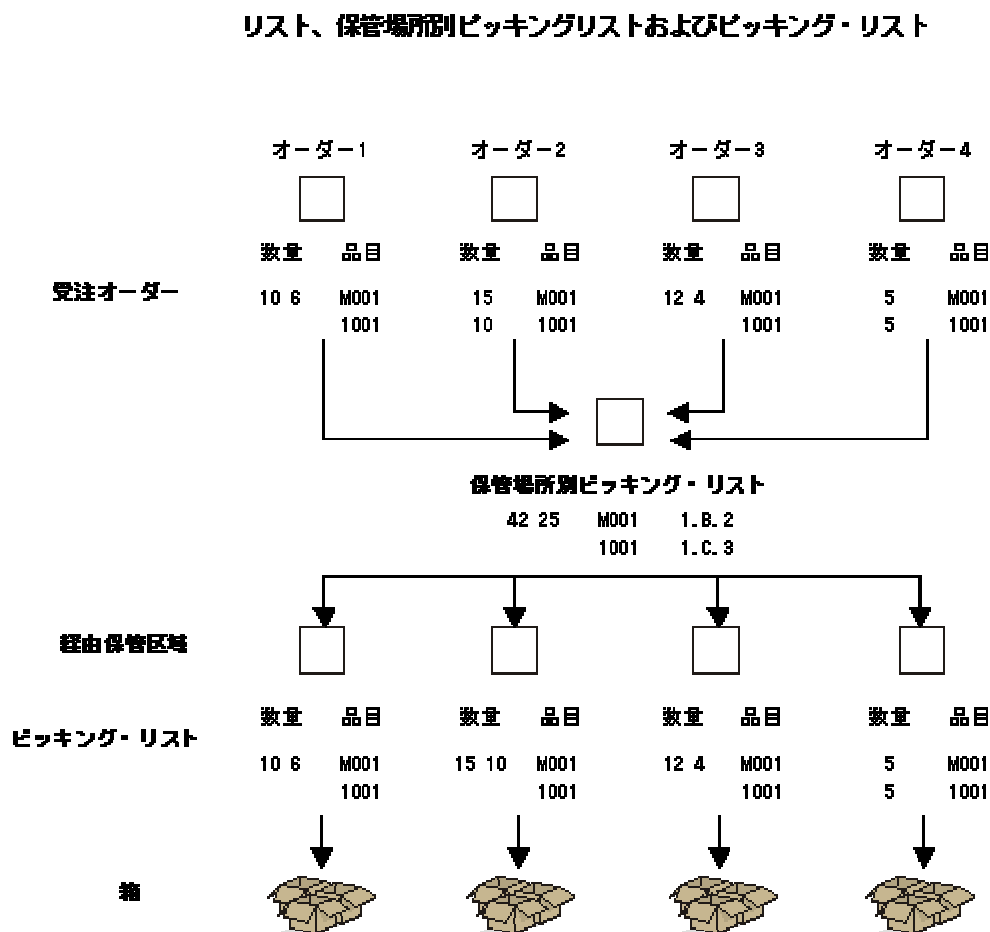 リスト、保管場所別ピッキングリストおよびピッキング・リスト
オーダー1 オーダー2 オーダー3 オーダー4
数量 品目 数量 品目 数量 品目 数量 品目
受注オーダー
10 6 M001 15 M001 12 4 M001 5 M001
1001 10 1001 1001 5 1001
保管場所別ピッキング・リスト
42 25 M001 1.B.2
1001 1.C.3
経由保管区域
数量 品目 数量 品目 数量 品目 数量 品目
ピッキング・リスト
10 6 M001 15 10 M001 12 4 M001 5 M001
1001 1001 1001 5 1001
箱